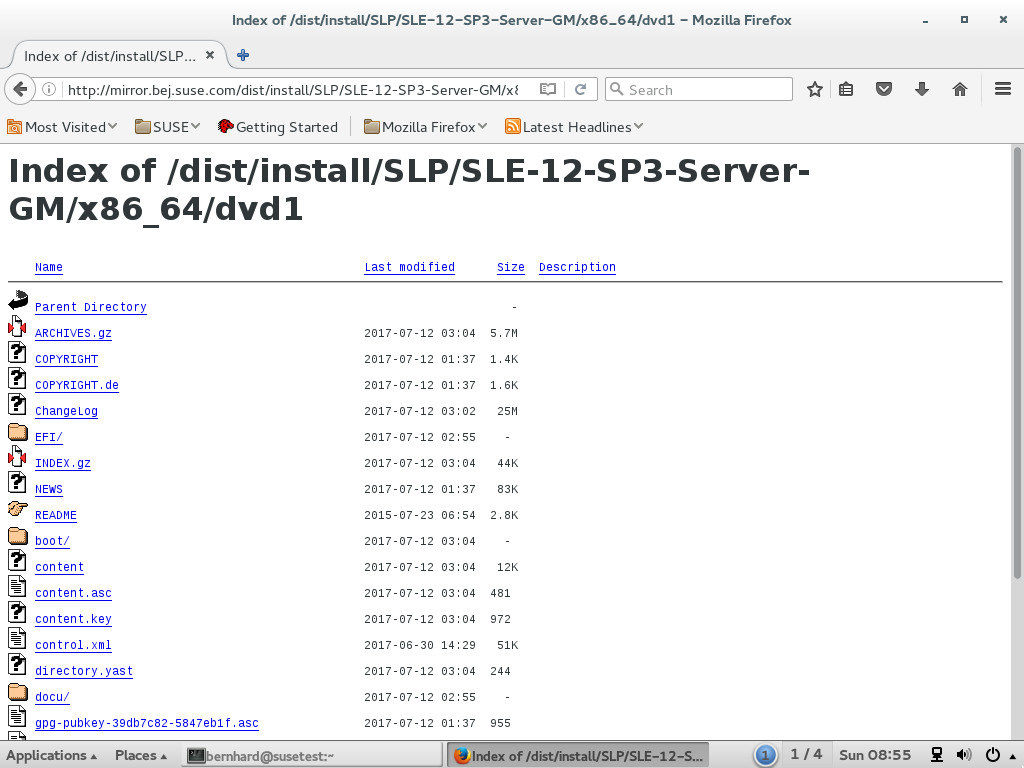 Index of /dist/install/SLP/SLE-12-SP3-Server-GM/x86_64/dvd1 - Mozilla Firefox
Index of /dist/install/SLP...
http://mirror.bej.suse.com/dist/install/SLP/SLE-12-SP3-Server-GM/x8
Search
Most Visited SUSE Getting Started Mozilla Firefox Latest Headlines
Index of /dist/install/SLP/SLE-12-SP3-Server-
GM/x86_64/dvd1
Name Last modified Size Description
Parent Directory -
ARCHIVES.gz 2017-07-12 03:04 5.7M
COPYRIGHT 2017-07-12 01:37 1.4K
COPYRIGHT.de 2017-07-12 01:37 1.6K
ChangeLog 2017-07-12 03:02 25M
EFI/ 2017-07-12 02:55 -
INDEX.gz 2017-07-12 03:04 44K
NEWS 2017-07-12 01:37 83K
README 2015-07-23 06:54 2.8K
boot/ 2017-07-12 03:04 -
content 2017-07-12 03:04 12K
content.asc 2017-07-12 03:04 481
content.key 2017-07-12 03:04 972
control.xml 2017-06-30 14:29 51K
directory.yast 2017-07-12 03:04 244
docu/ 2017-07-12 02:55 -
gpg-pubkey-39db7c82-5847eb1f.asc 2017-07-12 01:37 955
Applications Places bernhard@susetest:~ Index of /dist/install/SLP/SLE-12-S... 1 1 / 4 Sun 08:55